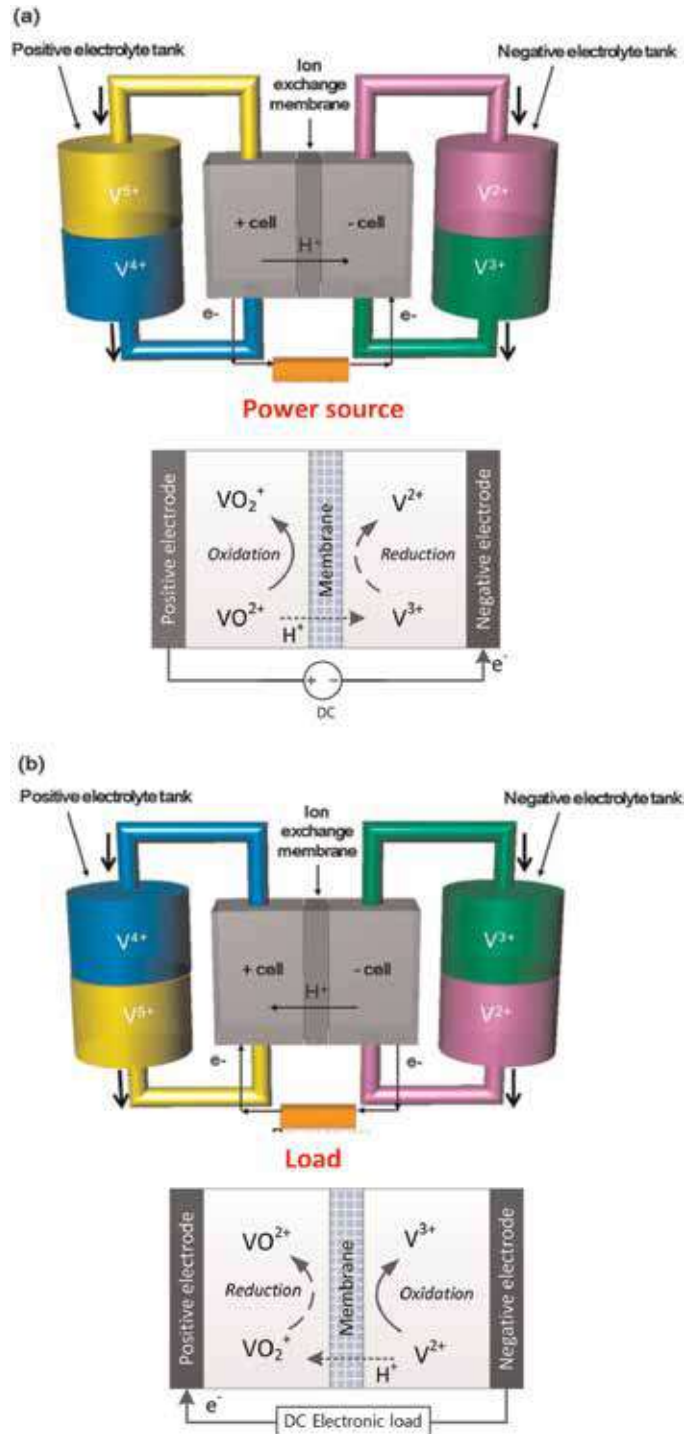 (a)
Positive electrolyte tank
Negative electrolyte tank
Ion
exchange
membrane
V5+
V2+
+ cell
- cell
H+
V4+
V3+
e-
e-
Power source
Positive electrode
VO2+
Oxidation
VO2+
H+
Membrane
V2+
Reduction
V3+
Negative electrode
e-
+ −
DC
(b)
Positive electrolyte tank
Negative electrolyte tank
Ion
exchange
membrane
V4+
V3+
+ cell
- cell
H+
V5+
V2+
e-
e-
Load
Positive electrode
VO2+
Reduction
VO2+
H+
Membrane
V3+
Oxidation
V2+
Negative electrode
e-
DC Electronic load